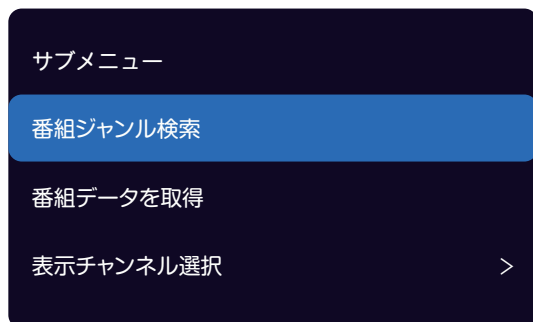 サブメニュー
番組ジャンル検索
番組データを取得
表示チャンネル選択 >